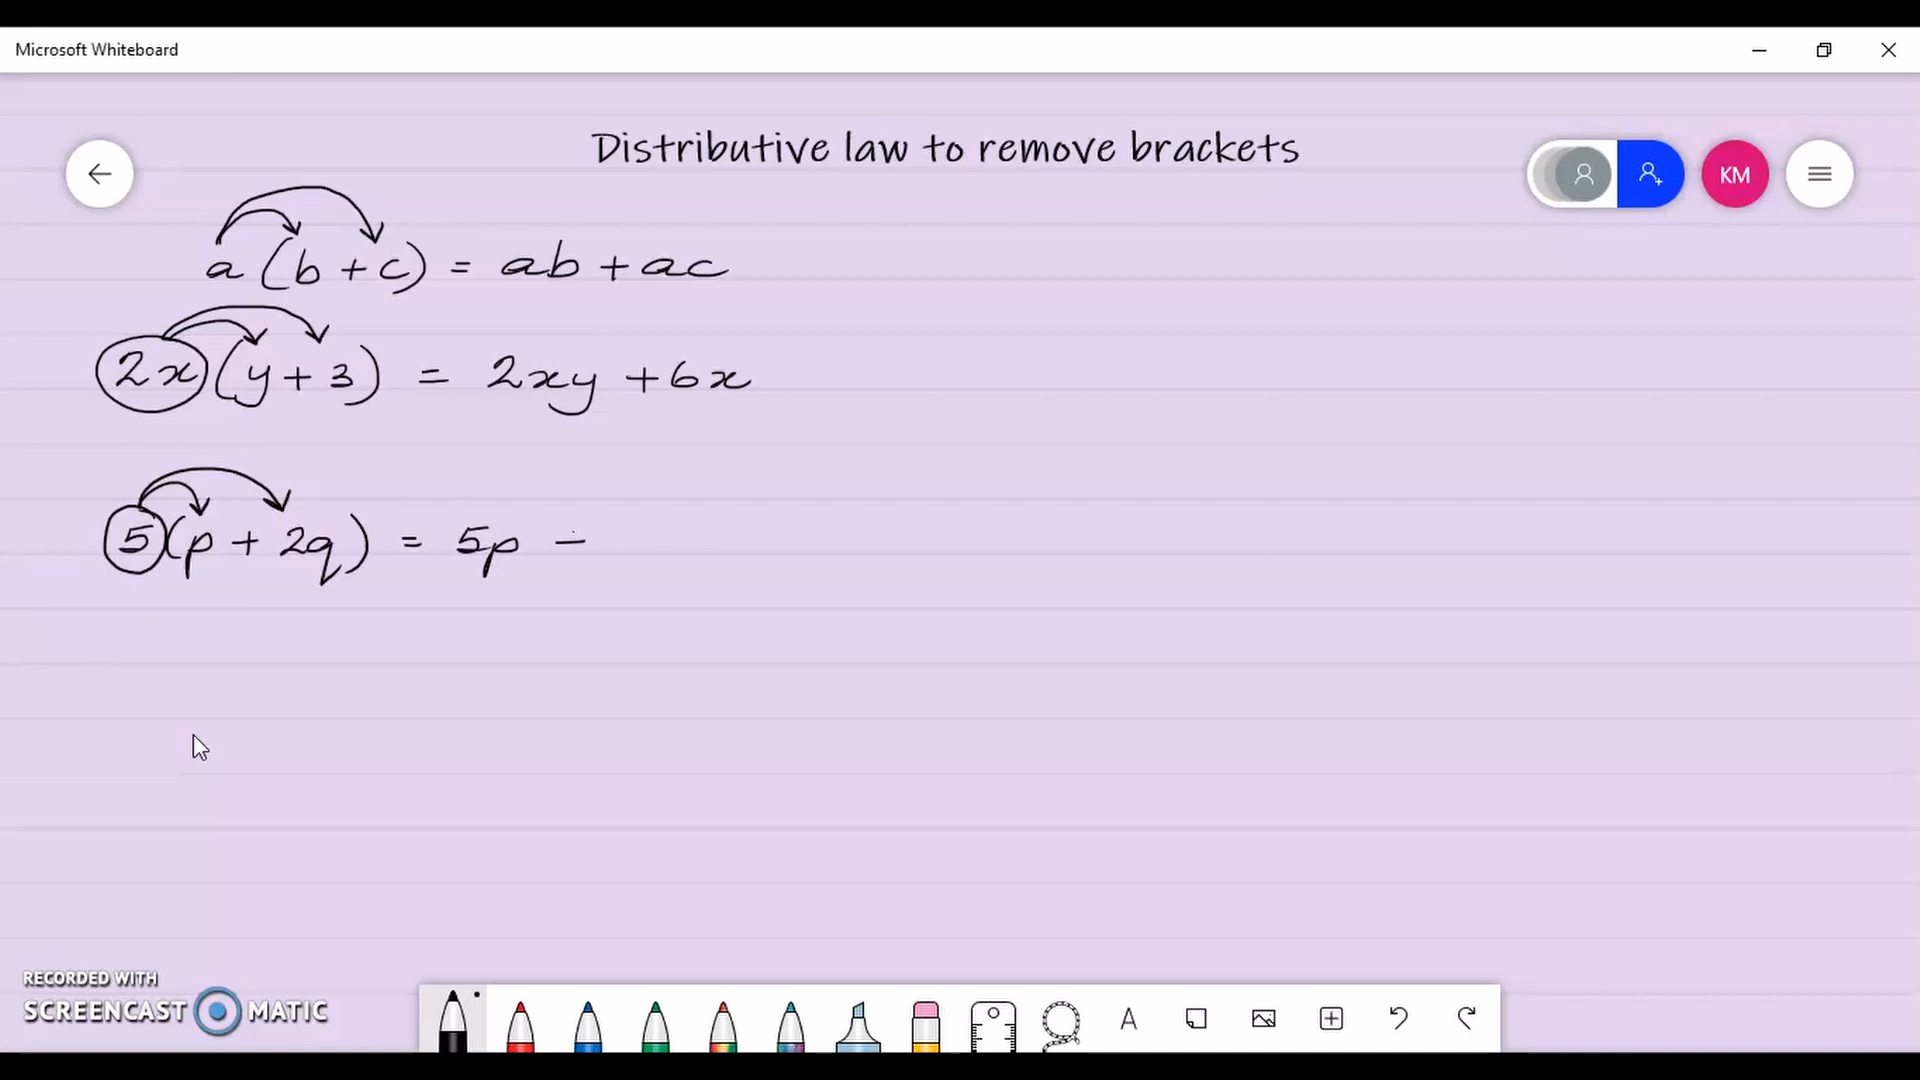 Microsoft Whiteboard
Distributive law to remove brackets
KM
a(b+c) = ab + ac
2x(y+3) = 2xy + 6x
5(p + 2q) = 5p -
RECORDED WITH
SCREENCAST MATIC
A